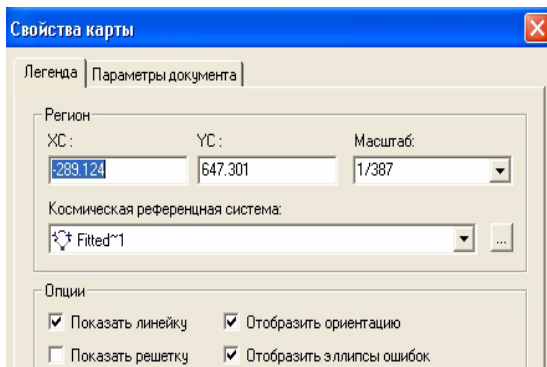 Свойства карты
Легенда Параметры документа
Регион
XC : YC : Масштаб:
-289.124 647.301 1/387
Космическая референцная система:
Fitted~1 ...
Опции
Показать линейку Отобразить ориентацию
Показать решетку Отобразить эллипсы ошибок